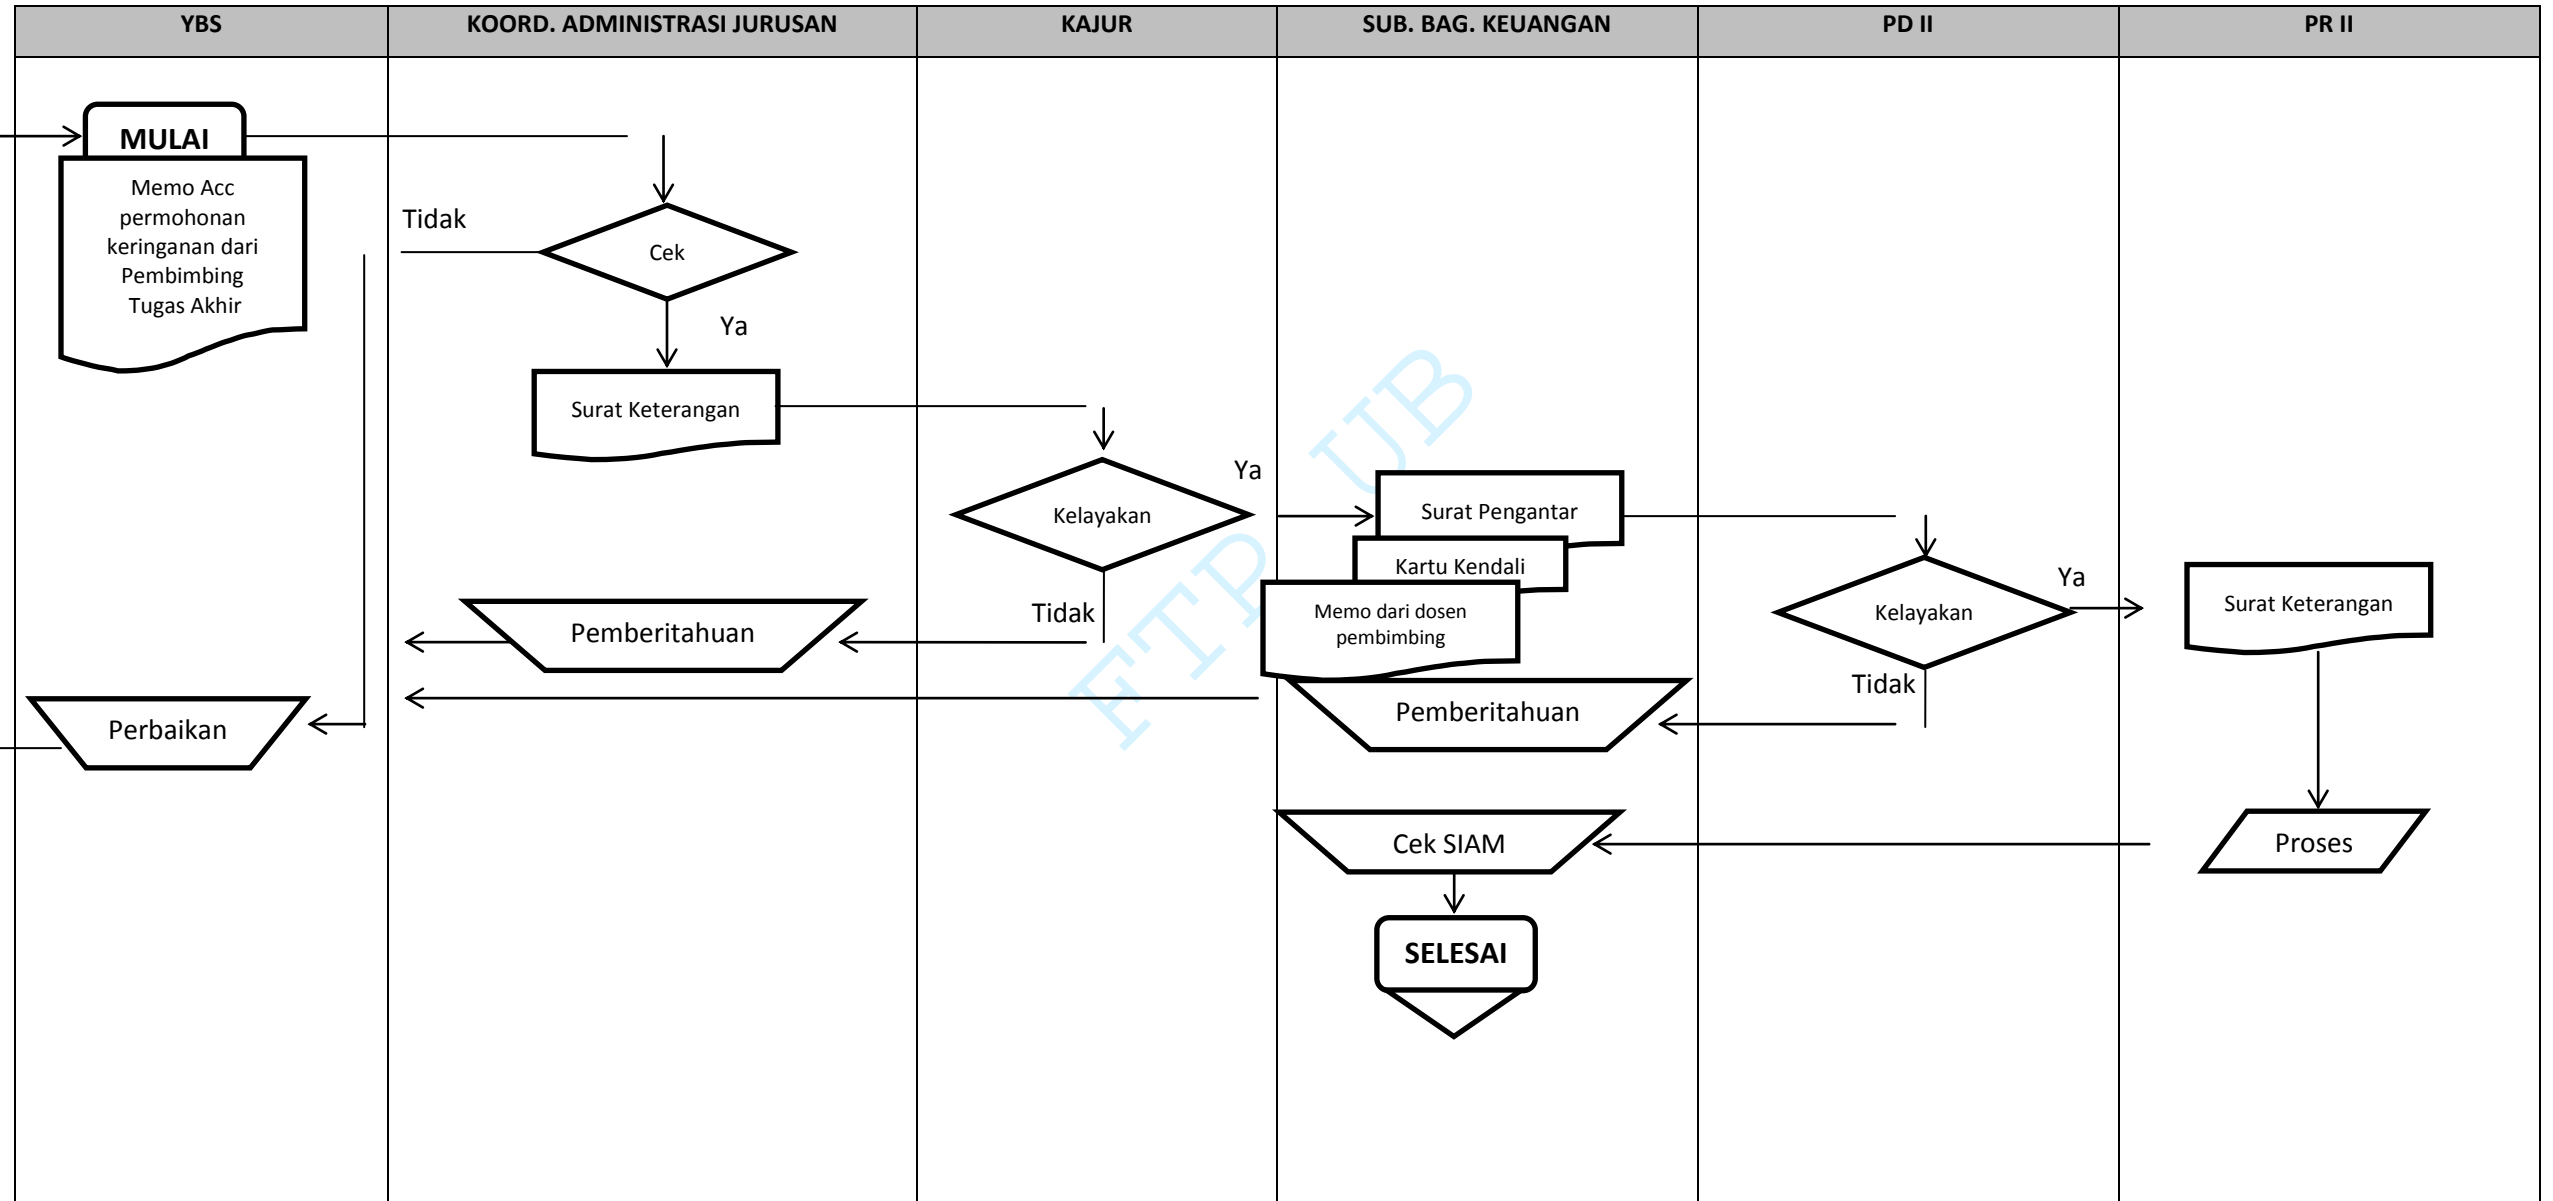 YBS
KOORD. ADMINISTRASI JURUSAN
KAJUR
SUB. BAG. KEUANGAN
PD II
PR II
MULAI
Memo Acc
permohonan
keringanan dari
Pembimbing
Tugas Akhir
Tidak
Cek
Ya
Surat Keterangan
Ya
Kelayakan
Tidak
Surat Pengantar
Kartu Kendali
Memo dari dosen
pembimbing
Ya
Kelayakan
Surat Keterangan
Tidak
Pemberitahuan
Pemberitahuan
Perbaikan
Cek SIAM
Proses
SELESAI
FTP UB